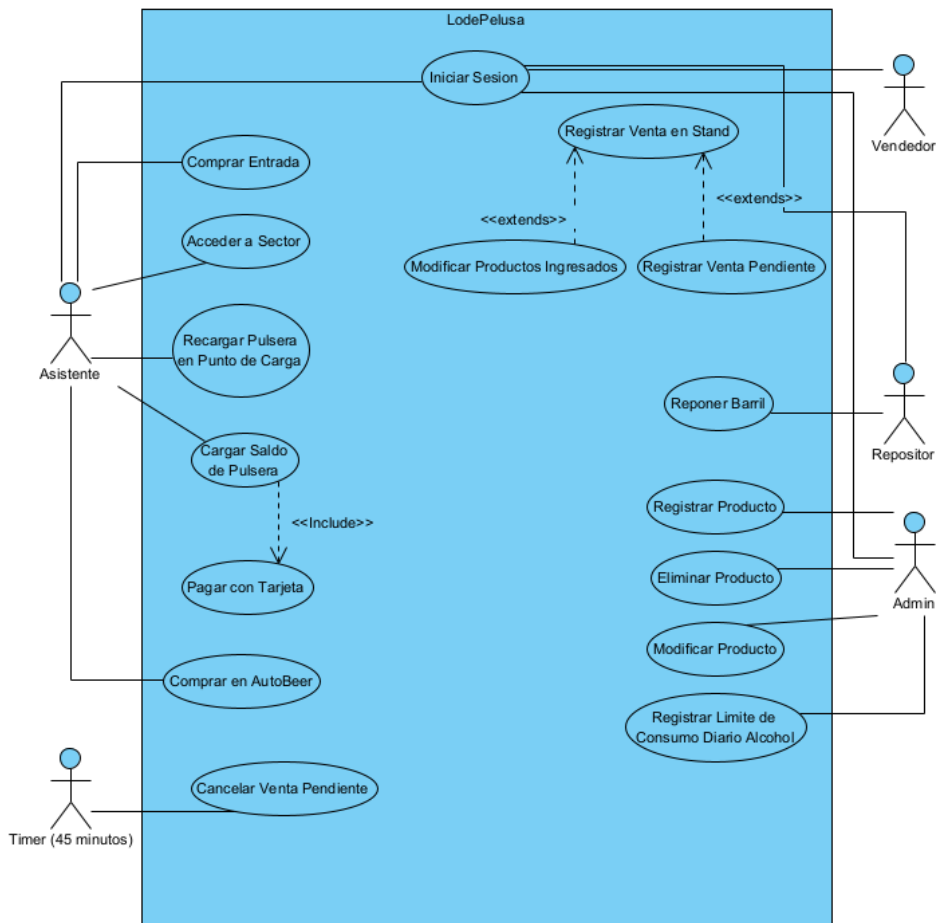 LodePelusa
Iniciar Sesion
Vendedor
Registrar Venta en Stand
Comprar Entrada
<<extends>>
<<extends>>
Acceder a Sector
Modificar Productos Ingresados
Registrar Venta Pendiente
Asistente
Recargar Pulsera
en Punto de Carga
Reponer Barril
Repositor
Cargar Saldo
de Pulsera
Registrar Producto
<<Include>>
Pagar con Tarjeta
Eliminar Producto
Admin
Modificar Producto
Comprar en AutoBeer
Registrar Limite de
Consumo Diario Alcohol
Cancelar Venta Pendiente
Timer (45 minutos)